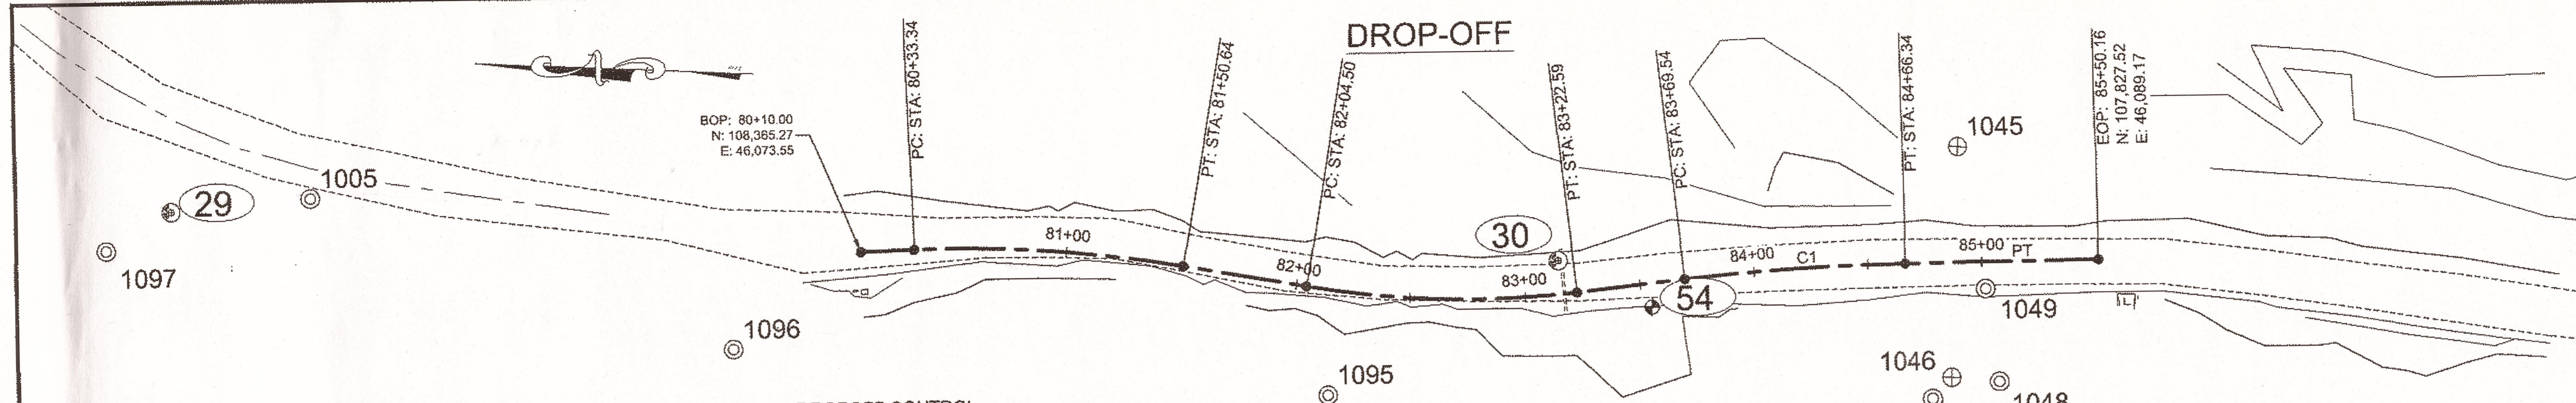 DROP-OFF
PC: STA: 80+33.34
PT: STA: 81+50.64
PC: STA: 82+04.50
PT: STA: 83+22.59
PC: STA: 83+69.54
PT: STA: 84+66.34
EOP: 85+50.16
N: 107,827.52
E: 46,089.17
BOP: 80+10.00
N: 108,365.27
E: 46,073.55
1045
1005
29
30
81+00
82+00
83+00
84+00
C1
85+00
PT
54
1097
1049
1096
1095
1046
1048